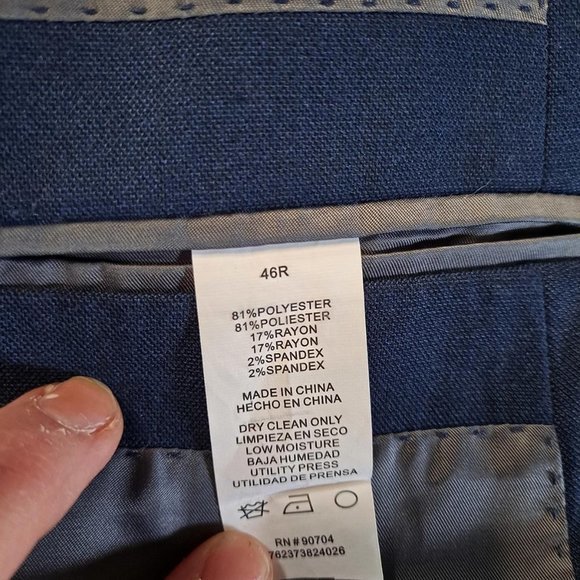 46R
81%POLYESTER
81%POLIESTER
17%RAYON
17%RAYON
2%SPANDEX
2%SPANDEX
MADE IN CHINA
HECHO EN CHINA
DRY CLEAN ONLY
LIMPIEZA EN SECO
LOW MOISTURE
BAJA HUMEDAD
UTILITY PRESS
UTILIDAD DE PRENSA
RN # 90704
762373824026